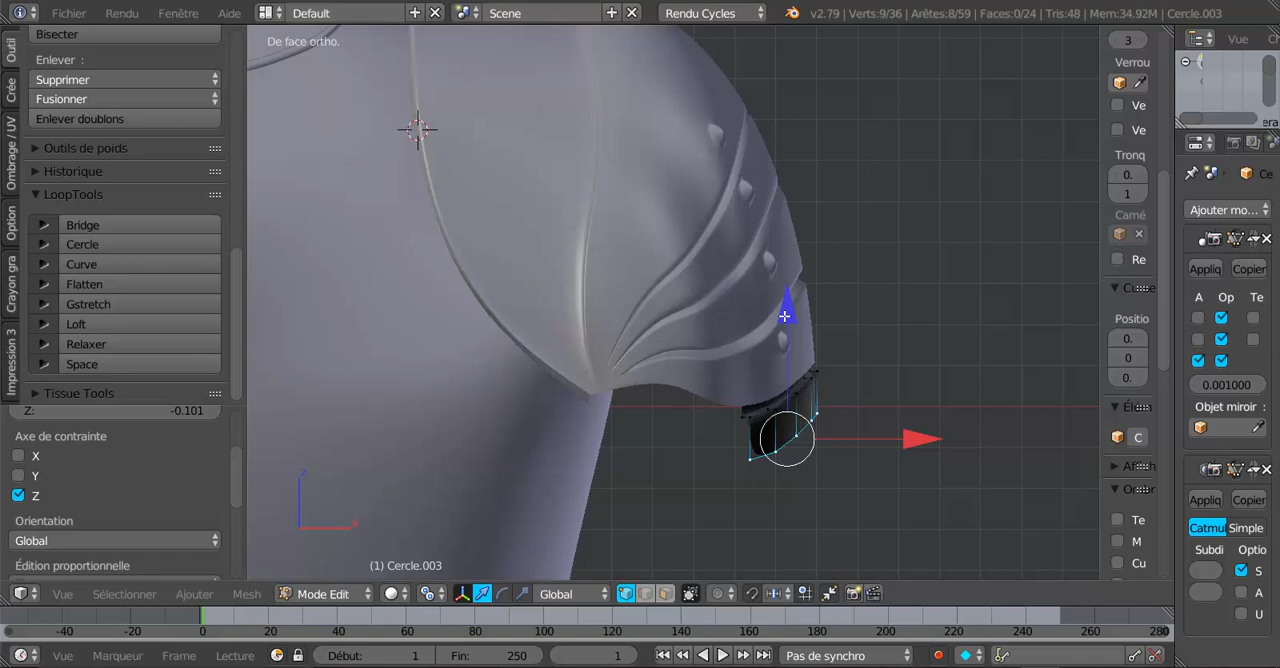 Fichier Rendu Fenêtre Aide Default Scene Rendu Cycles v2.79 | Verts:9/36 | Arêtes:8/59 | Faces:0/24 | Tris:48 | Mem:34.92M | Cercle.003
Outil
Crée
Ombrage / UV
Option
Crayon gra
Impression 3
Bisecter
Enlever :
Supprimer
Fusionner
Enlever doublons
Outils de poids
Historique
LoopTools
Bridge
Cercle
Curve
Flatten
Gstretch
Loft
Relaxer
Space
Tissue Tools
Z: -0.101
Axe de contrainte
X
Y
Z
Orientation
Global
Édition proportionnelle
De face ortho.
z
x
(1) Cercle.003
3
Verrou
Ve
Ve
Tronq
0.
1
Camé
Re
Positio
0.
0
0.
C
Te
M
Cu
Vue
era
Ce
Ajouter mo...
Appliq Copier
A Op Te
0.001000
Objet miroir :
Appliq Copier
Catmu Simple
Subdi Optio
S
A
U
Vue Sélectionner Ajouter Mesh Mode Edit Global
-40 -20 0 20 40 60 80 100 120 140 160 180 200 220 240 260 280
Vue Marqueur Frame Lecture Début: 1 Fin: 250 1 Pas de synchro